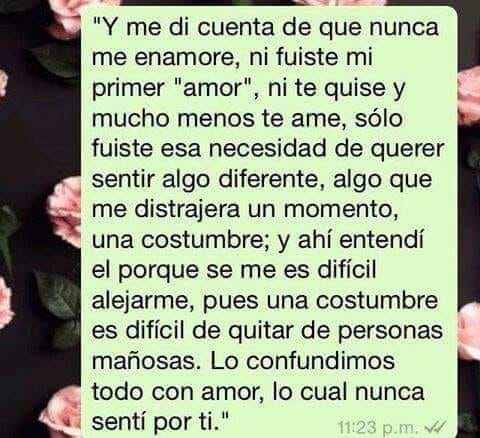 "Y me di cuenta de que nunca
me enamore, ni fuiste mi
primer "amor", ni te quise y
mucho menos te ame, sólo
fuiste esa necesidad de querer
sentir algo diferente, algo que
me distrajera un momento,
una costumbre; y ahí entendí
el porque se me es difícil
alejarme, pues una costumbre
es difícil de quitar de personas
mañosas. Lo confundimos
todo con amor, lo cual nunca
sentí por ti."
11:23 p.m.